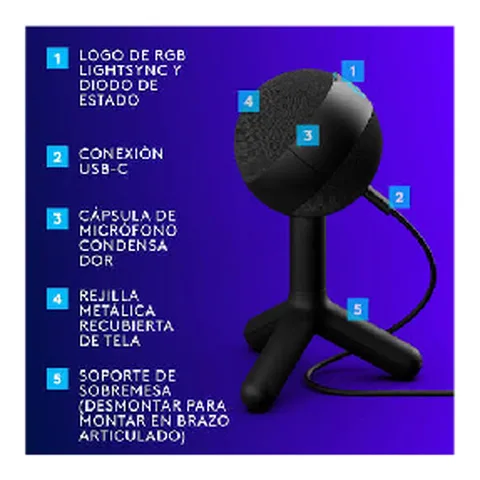 1 LOGO DE RGB
LIGHTSYNC Y
DIODO DE
ESTADO
2 CONEXIÓN
USB-C
3 CÁPSULA DE
MICRÓFONO
CONDENSA
DOR
4 REJILLA
METÁLICA
RECUBIERTA
DE TELA
5 SOPORTE DE
SOBREMESA
(DESMONTAR PARA
MONTAR EN BRAZO
ARTICULADO)
1
4
3
2
5